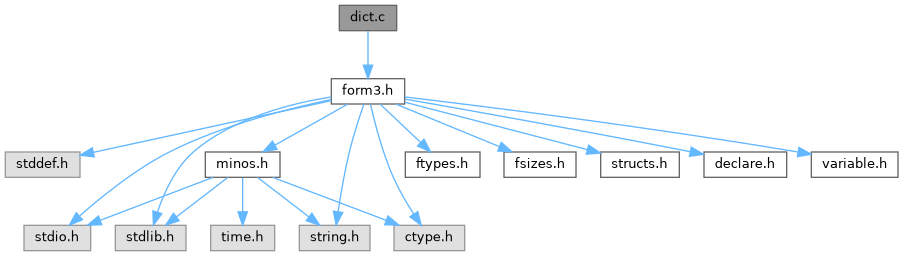 dict.c
form3.h
stddef.h
minos.h
ftypes.h
fsizes.h
structs.h
declare.h
variable.h
stdio.h
stdlib.h
time.h
string.h
ctype.h